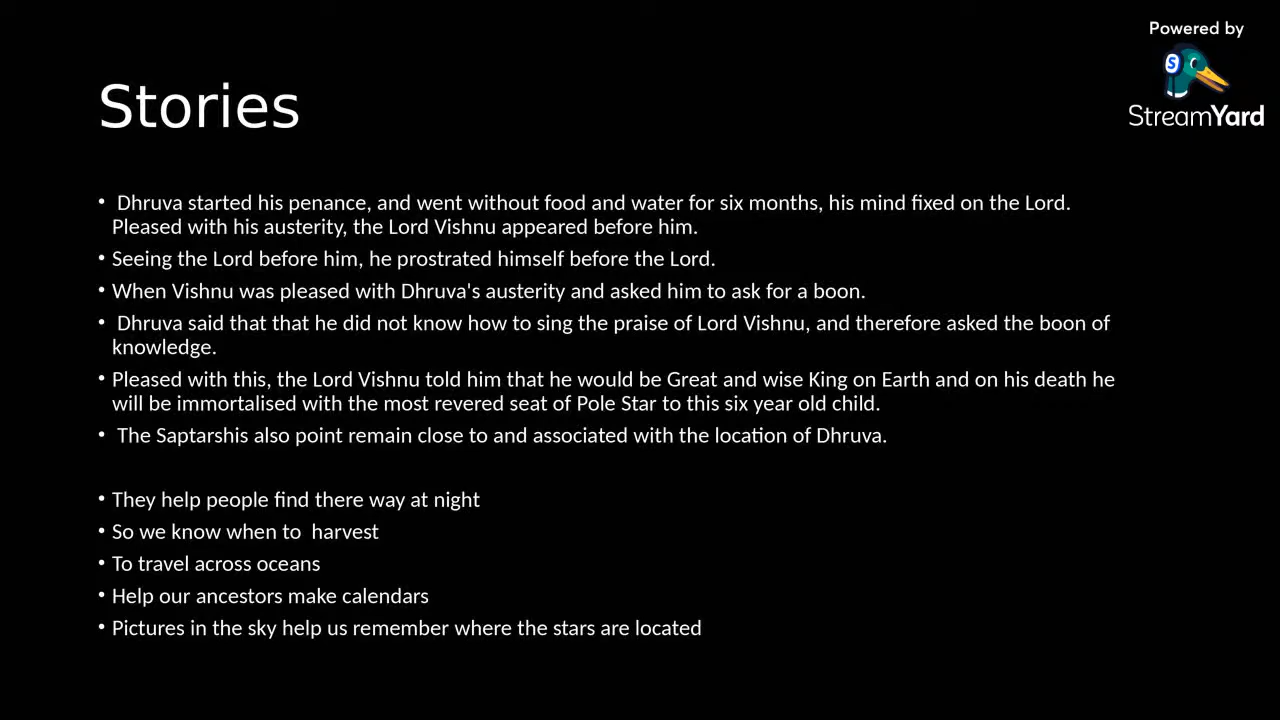 Powered by
StreamYard
Stories
• Dhruva started his penance, and went without food and water for six months, his mind fixed on the Lord.
Pleased with his austerity, the Lord Vishnu appeared before him.
• Seeing the Lord before him, he prostrated himself before the Lord.
• When Vishnu was pleased with Dhruva's austerity and asked him to ask for a boon.
• Dhruva said that that he did not know how to sing the praise of Lord Vishnu, and therefore asked the boon of
knowledge.
• Pleased with this, the Lord Vishnu told him that he would be Great and wise King on Earth and on his death he
will be immortalised with the most revered seat of Pole Star to this six year old child.
• The Saptarshis also point remain close to and associated with the location of Dhruva.
• They help people find there way at night
• So we know when to  harvest
• To travel across oceans
• Help our ancestors make calendars
• Pictures in the sky help us remember where the stars are located